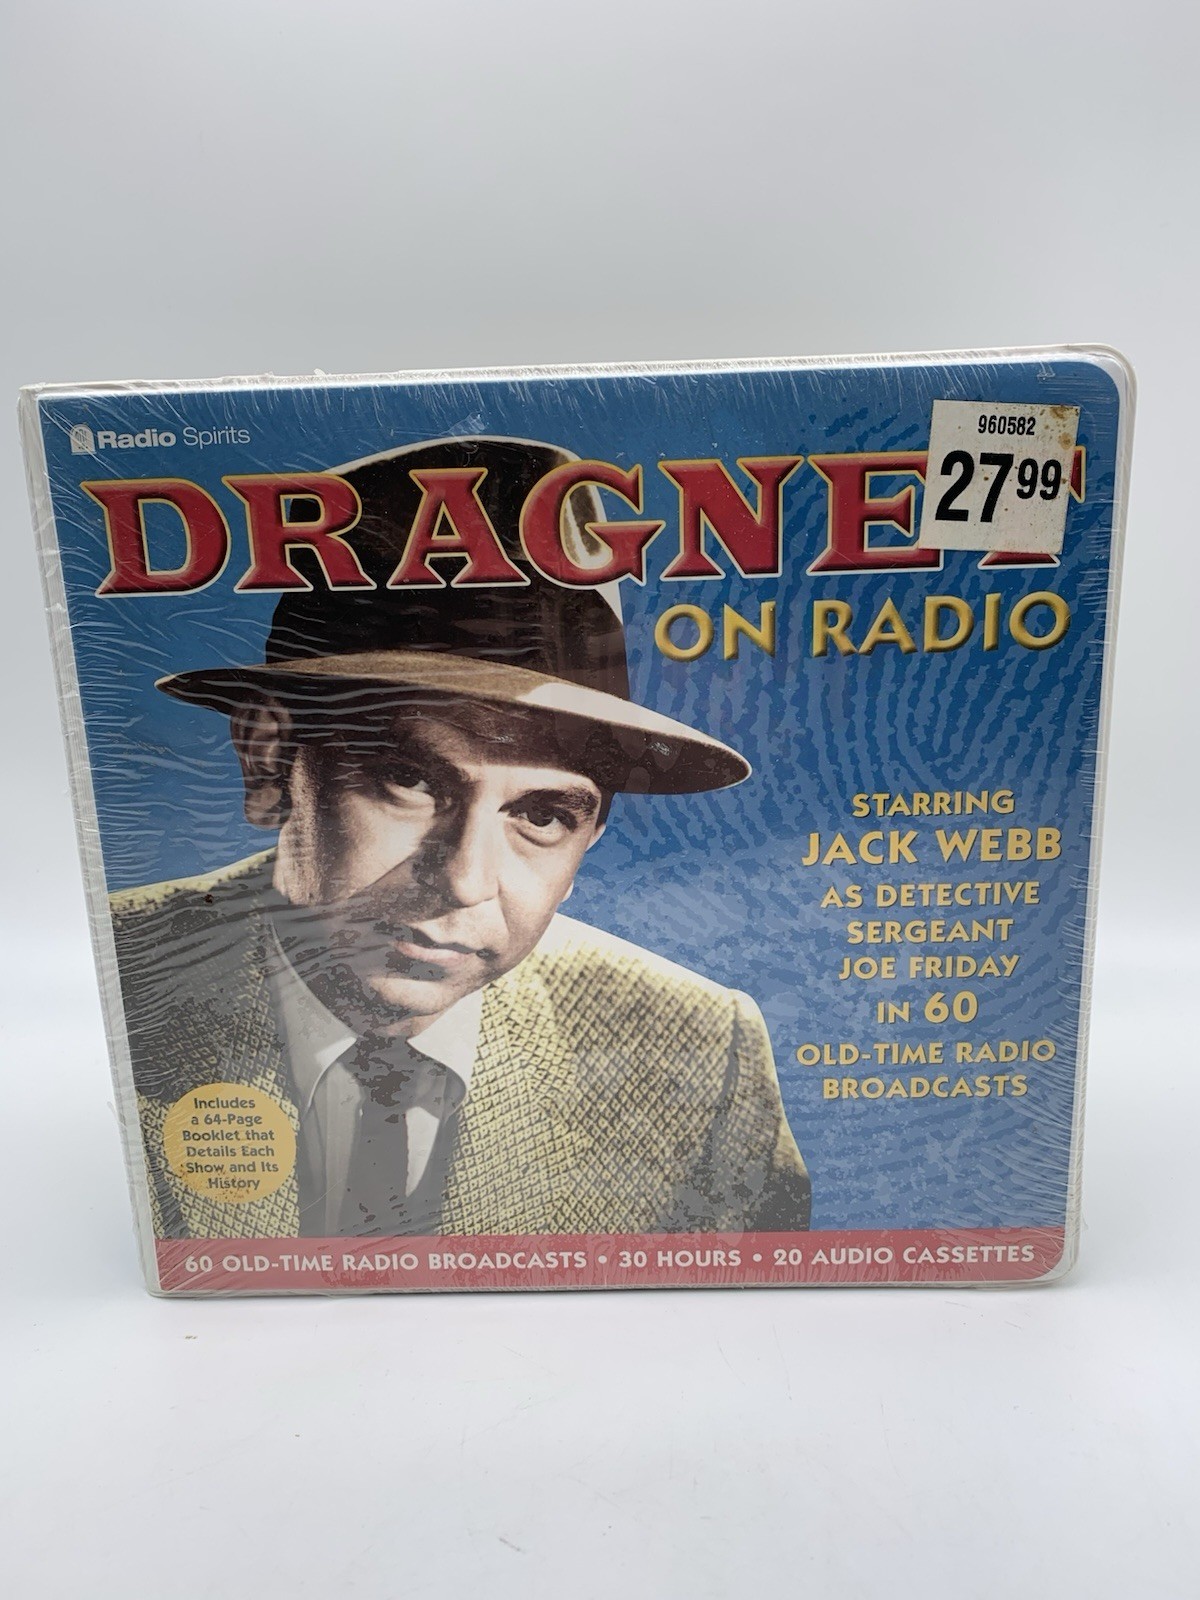 Radio Spirits
960582
27 99
DRAGNET
ON RADIO
STARRING
JACK WEBB
AS DETECTIVE
SERGEANT
JOE FRIDAY
IN 60
OLD-TIME RADIO
BROADCASTS
Includes
a 64-Page
Booklet that
Details Each
Show and Its
History
60 OLD-TIME RADIO BROADCASTS • 30 HOURS • 20 AUDIO CASSETTES